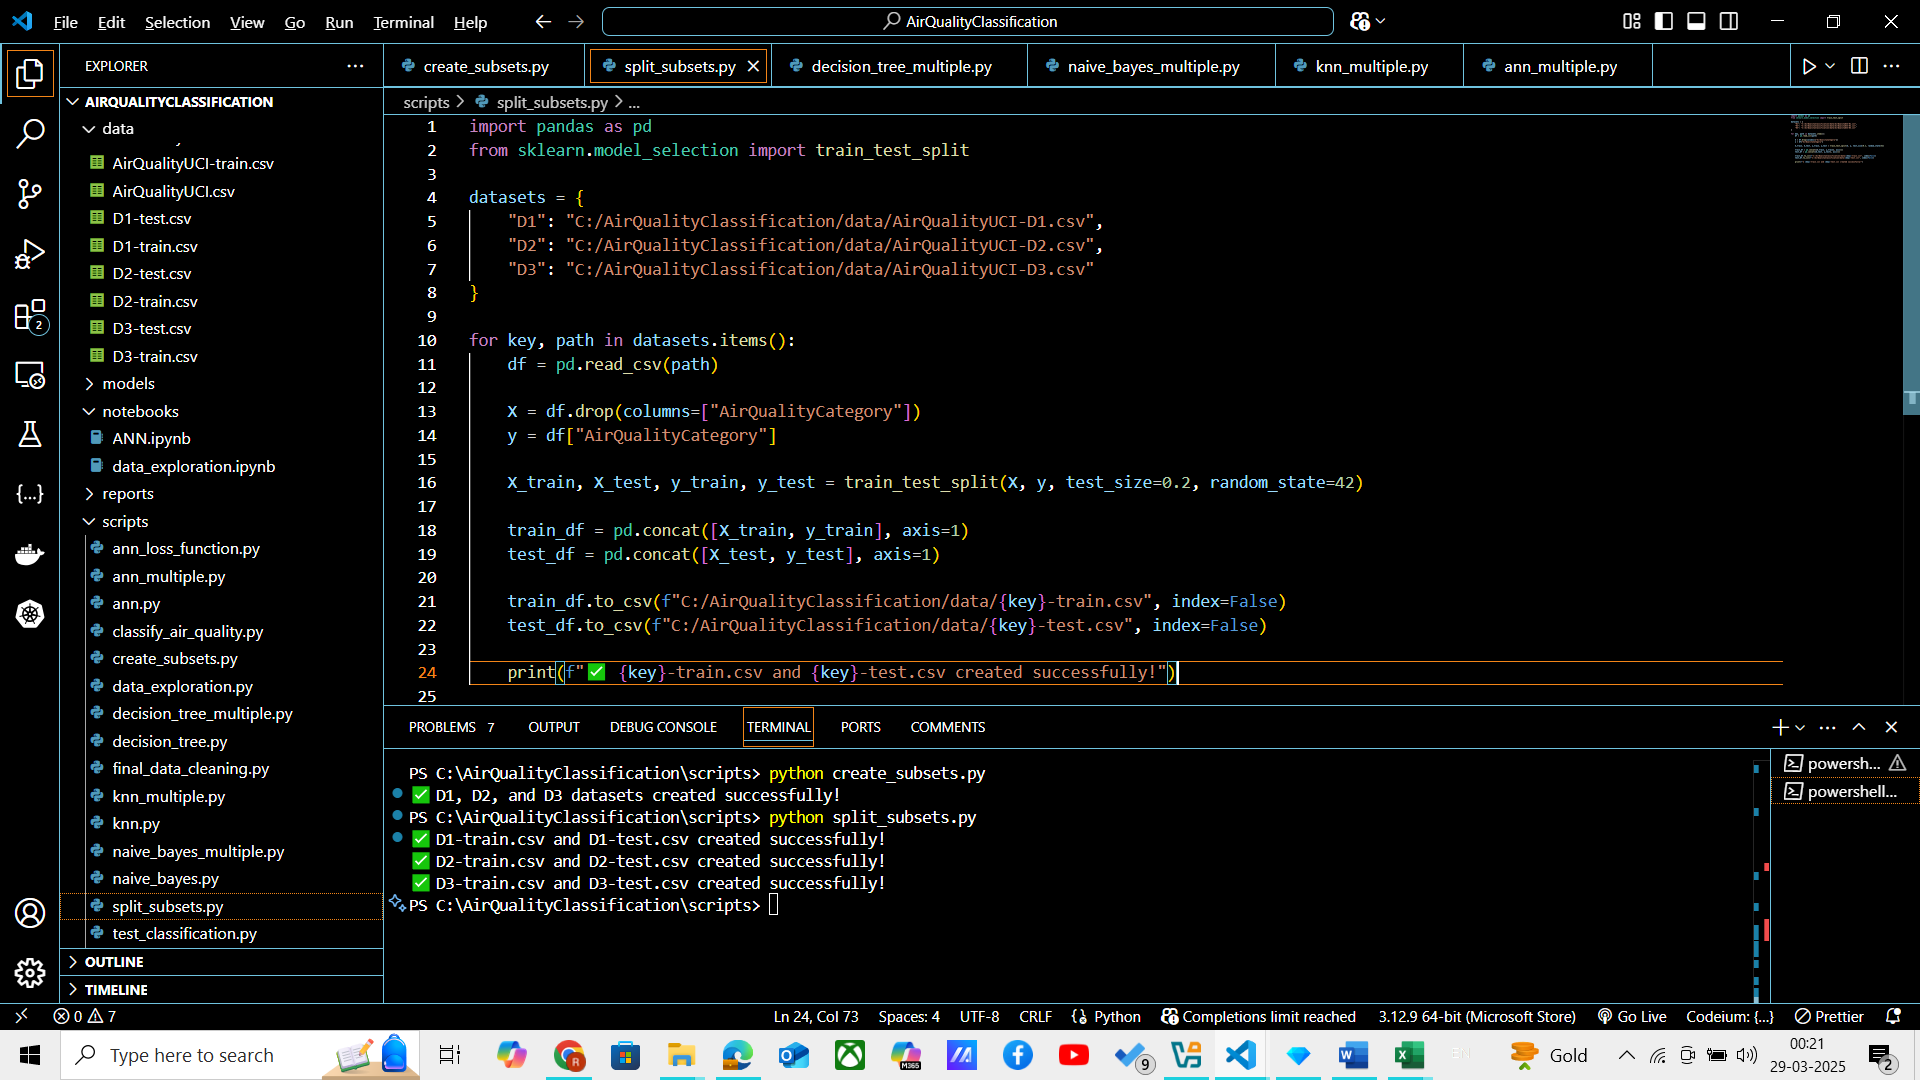 File Edit Selection View Go Run Terminal Help
AirQualityClassification
EXPLORER
AIRQUALITYCLASSIFICATION
data
AirQualityUCI-train.csv
AirQualityUCI.csv
D1-test.csv
D1-train.csv
D2-test.csv
D2-train.csv
D3-test.csv
D3-train.csv
models
notebooks
ANN.ipynb
data_exploration.ipynb
reports
scripts
ann_loss_function.py
ann_multiple.py
ann.py
classify_air_quality.py
create_subsets.py
data_exploration.py
decision_tree_multiple.py
decision_tree.py
final_data_cleaning.py
knn_multiple.py
knn.py
naive_bayes_multiple.py
naive_bayes.py
split_subsets.py
test_classification.py
OUTLINE
TIMELINE
2
create_subsets.py split_subsets.py decision_tree_multiple.py naive_bayes_multiple.py knn_multiple.py ann_multiple.py
scripts > split_subsets.py > ...
1 import pandas as pd
2 from sklearn.model_selection import train_test_split
3
4 datasets = {
5 "D1": "C:/AirQualityClassification/data/AirQualityUCI-D1.csv",
6 "D2": "C:/AirQualityClassification/data/AirQualityUCI-D2.csv",
7 "D3": "C:/AirQualityClassification/data/AirQualityUCI-D3.csv"
8 }
9
10 for key, path in datasets.items():
11 df = pd.read_csv(path)
12
13 X = df.drop(columns=["AirQualityCategory"])
14 y = df["AirQualityCategory"]
15
16 X_train, X_test, y_train, y_test = train_test_split(X, y, test_size=0.2, random_state=42)
17
18 train_df = pd.concat([X_train, y_train], axis=1)
19 test_df = pd.concat([X_test, y_test], axis=1)
20
21 train_df.to_csv(f"C:/AirQualityClassification/data/{key}-train.csv", index=False)
22 test_df.to_csv(f"C:/AirQualityClassification/data/{key}-test.csv", index=False)
23
24 print(f"✅ {key}-train.csv and {key}-test.csv created successfully!")
25
PROBLEMS 7 OUTPUT DEBUG CONSOLE TERMINAL PORTS COMMENTS
PS C:\AirQualityClassification\scripts> python create_subsets.py
✅ D1, D2, and D3 datasets created successfully!
PS C:\AirQualityClassification\scripts> python split_subsets.py
✅ D1-train.csv and D1-test.csv created successfully!
✅ D2-train.csv and D2-test.csv created successfully!
✅ D3-train.csv and D3-test.csv created successfully!
PS C:\AirQualityClassification\scripts>
powersh...
powershell...
0 7 Ln 24, Col 73 Spaces: 4 UTF-8 CRLF Python Completions limit reached 3.12.9 64-bit (Microsoft Store) Go Live Codeium: {...} Prettier
Type here to search
M365
9
Gold
00:21
29-03-2025
2